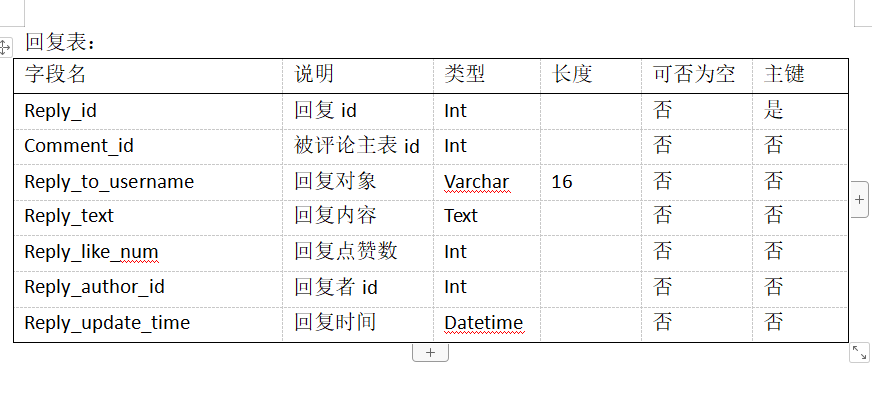 回复表：
字段名 说明 类型 长度 可否为空 主键
Reply_id 回复 id Int 否 是
Comment_id 被评论主表 id Int 否 否
Reply_to_username 回复对象 Varchar 16 否 否
Reply_text 回复内容 Text 否 否
Reply_like_num 回复点赞数 Int 否 否
Reply_author_id 回复者 id Int 否 否
Reply_update_time 回复时间 Datetime 否 否